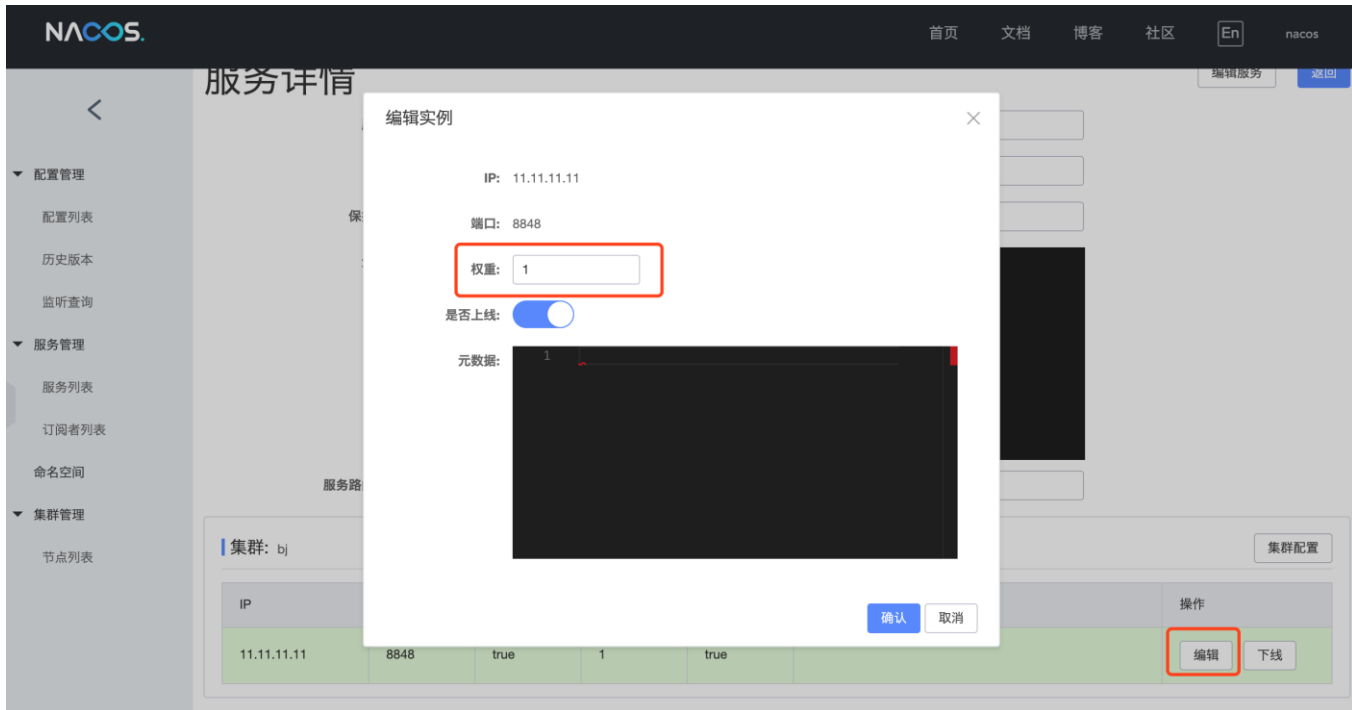 NACOS.
首页 文档 博客 社区 En nacos
服务详情
编辑服务 返回
配置管理
配置列表
历史版本
监听查询
服务管理
服务列表
订阅者列表
命名空间
集群管理
节点列表
保
服务路
编辑实例
IP: 11.11.11.11
端口: 8848
权重: 1
是否上线:
元数据: 1
确认 取消
集群: bj
集群配置
IP 操作
11.11.11.11 8848 true 1 true 编辑 下线